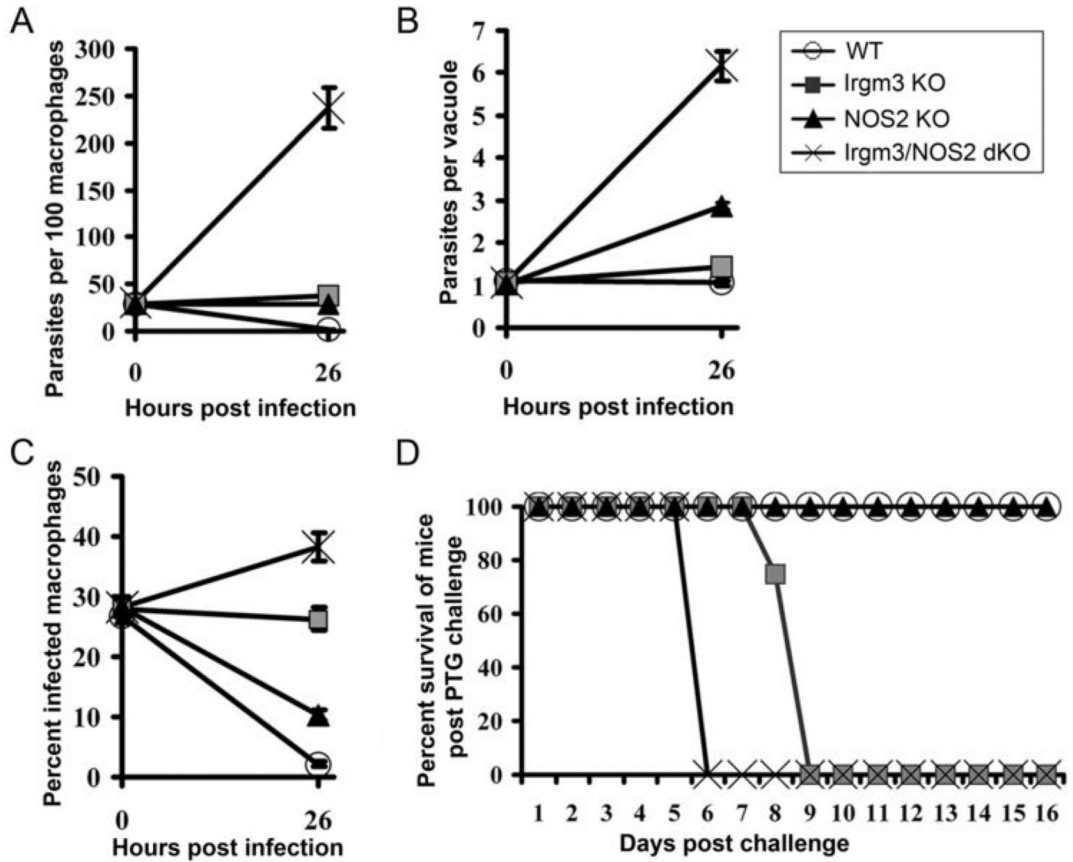 A
Parasites per 100 macrophages
300
250
200
150
100
50
0
0 26
Hours post infection
B
Parasites per vacuole
7
6
5
4
3
2
1
0
0 26
Hours post infection
WT
Irgm3 KO
NOS2 KO
Irgm3/NOS2 dKO
C
Percent infected macrophages
50
40
30
20
10
0
0 26
Hours post infection
D
Percent survival of mice
post PTG challenge
100
80
60
40
20
0
1 2 3 4 5 6 7 8 9 10 11 12 13 14 15 16
Days post challenge